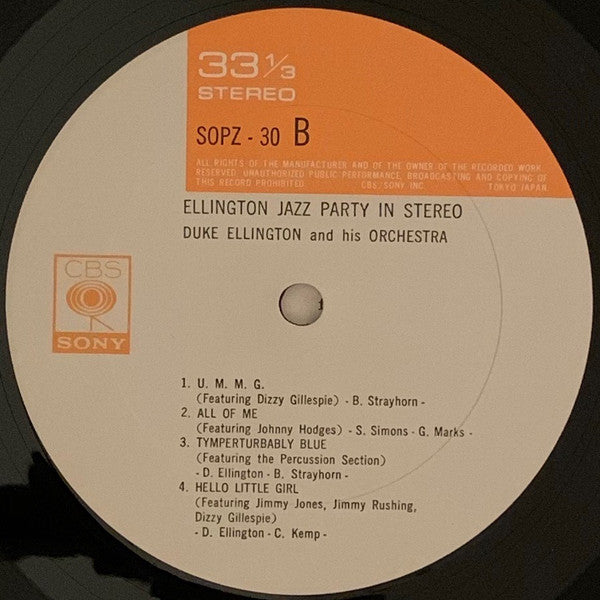 33 1/3
STEREO
SOPZ - 30 B
ALL RIGHTS OF THE MANUFACTURER AND OF THE OWNER OF THE RECORDED WORK
RESERVED. UNAUTHORIZED PUBLIC PERFORMANCE, BROADCASTING AND COPYING OF
THIS RECORD PROHIBITED. CBS/SONY INC. TOKYO JAPAN.
ELLINGTON JAZZ PARTY IN STEREO
DUKE ELLINGTON and his ORCHESTRA
CBS
SONY
1. U. M. M. G.
(Featuring Dizzy Gillespie) - B. Strayhorn -
2. ALL OF ME
(Featuring Johnny Hodges) - S. Simons - G. Marks -
3. TYMPERTURBABLY BLUE
(Featuring the Percussion Section)
- D. Ellington - B. Strayhorn -
4. HELLO LITTLE GIRL
(Featuring Jimmy Jones, Jimmy Rushing,
Dizzy Gillespie)
- D. Ellington - C. Kemp -